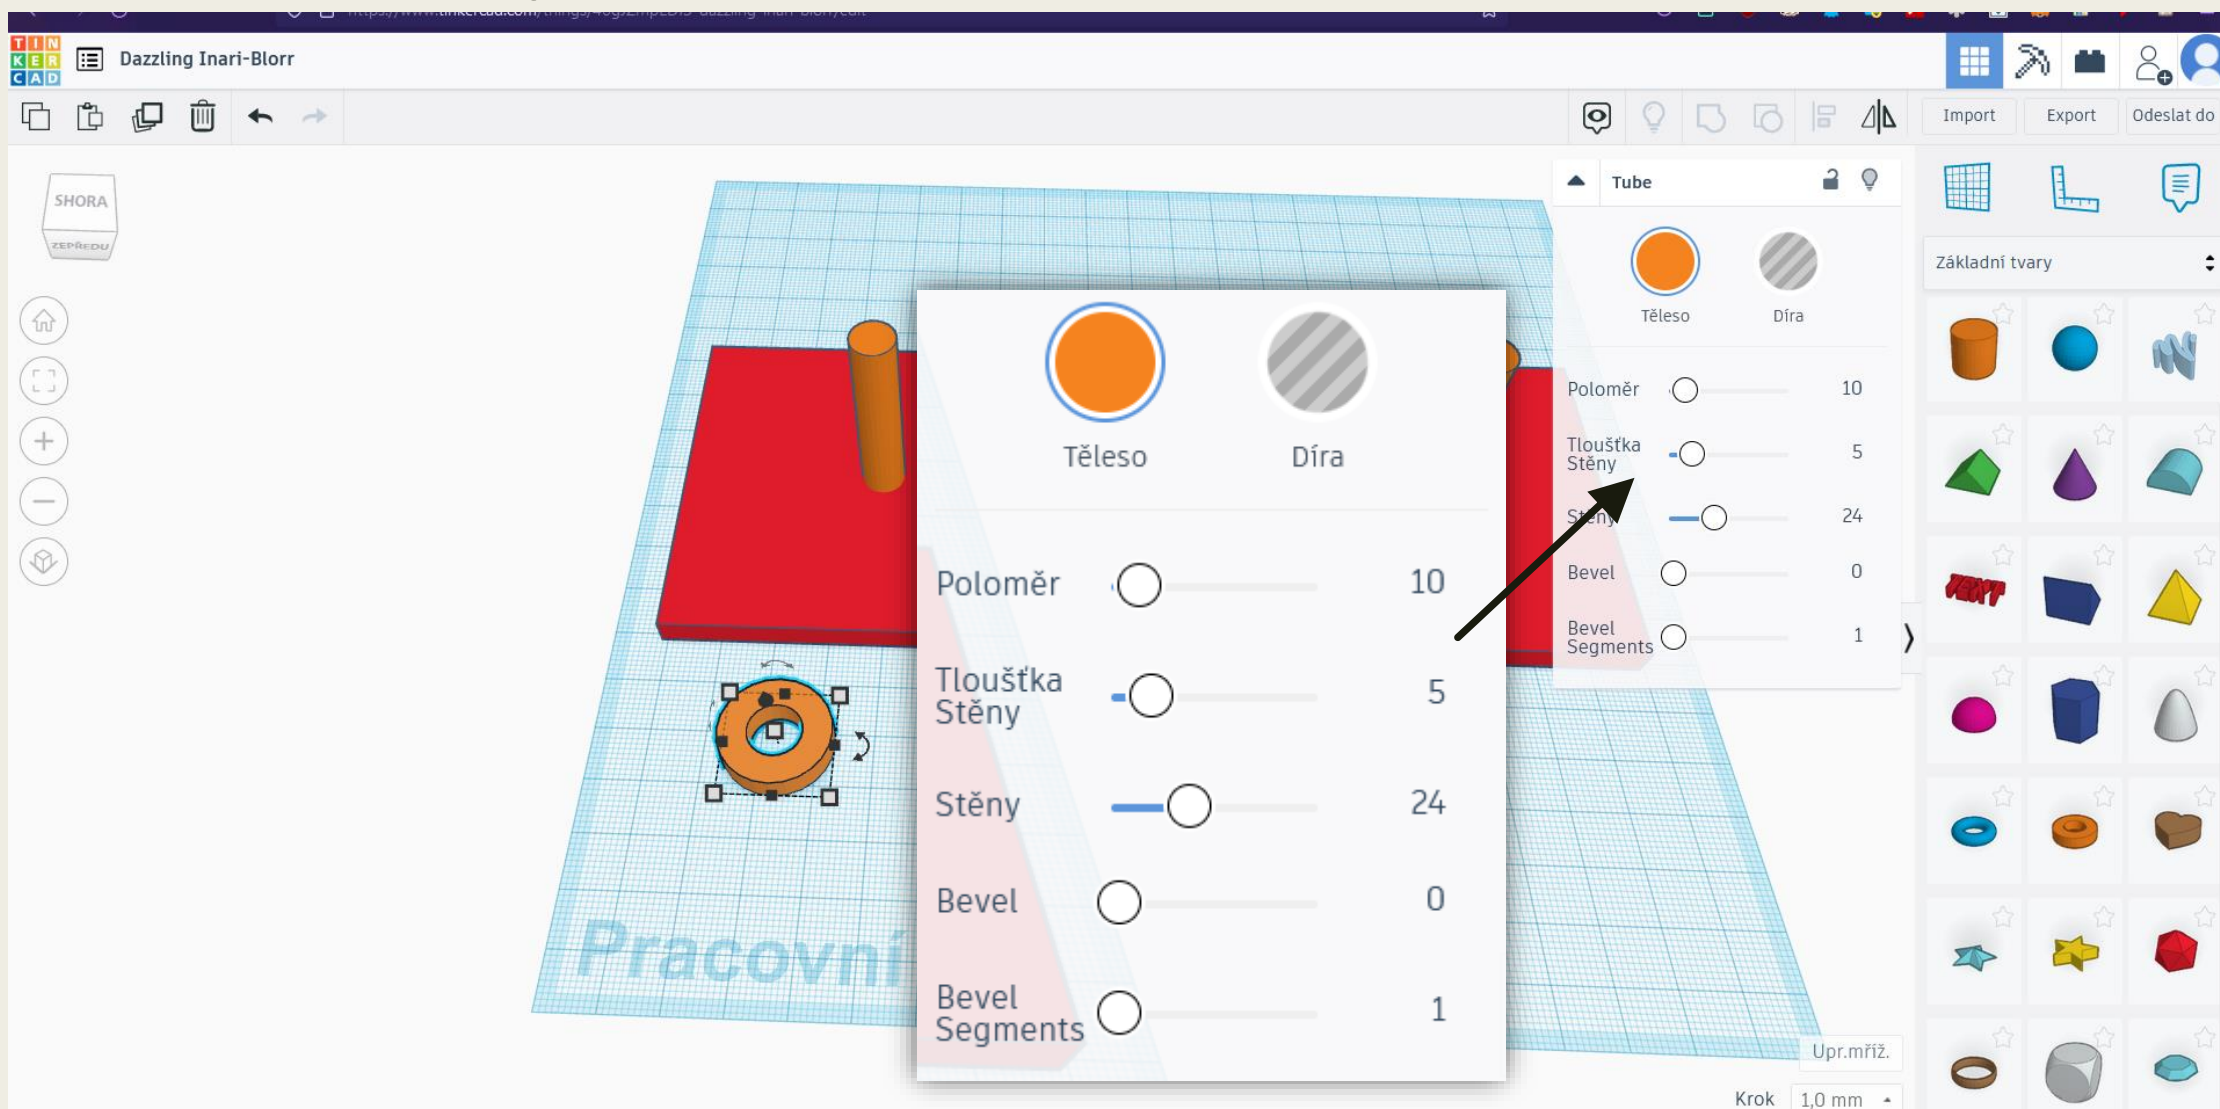 TIN
KER
CAD
Dazzling Inari-Blorr
Import
Export
Odeslat do
SHORA
ZEPŘEDU
Tube
Těleso
Díra
Poloměr 10
Tloušťka
Stěny 5
Stěny 24
Bevel 0
Bevel
Segments 1
Základní tvary
TEXT
Těleso
Díra
Poloměr 10
Tloušťka
Stěny 5
Stěny 24
Bevel 0
Bevel
Segments 1
Pracovní
Upr.mříž.
Krok 1,0 mm